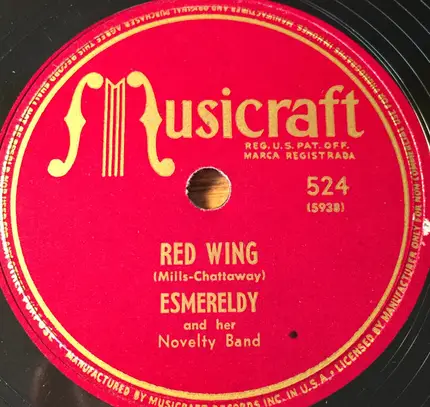 Musicraft
REG. U.S. PAT. OFF.
MARCA REGISTRADA
524
(5938)
RED WING
(Mills-Chattaway)
ESMERELDY
and her
Novelty Band
MANUFACTURED BY MUSICRAFT RECORDS INC. IN U.S.A. LICENSED BY MANUFACTURER ONLY FOR NON COMMERCIAL